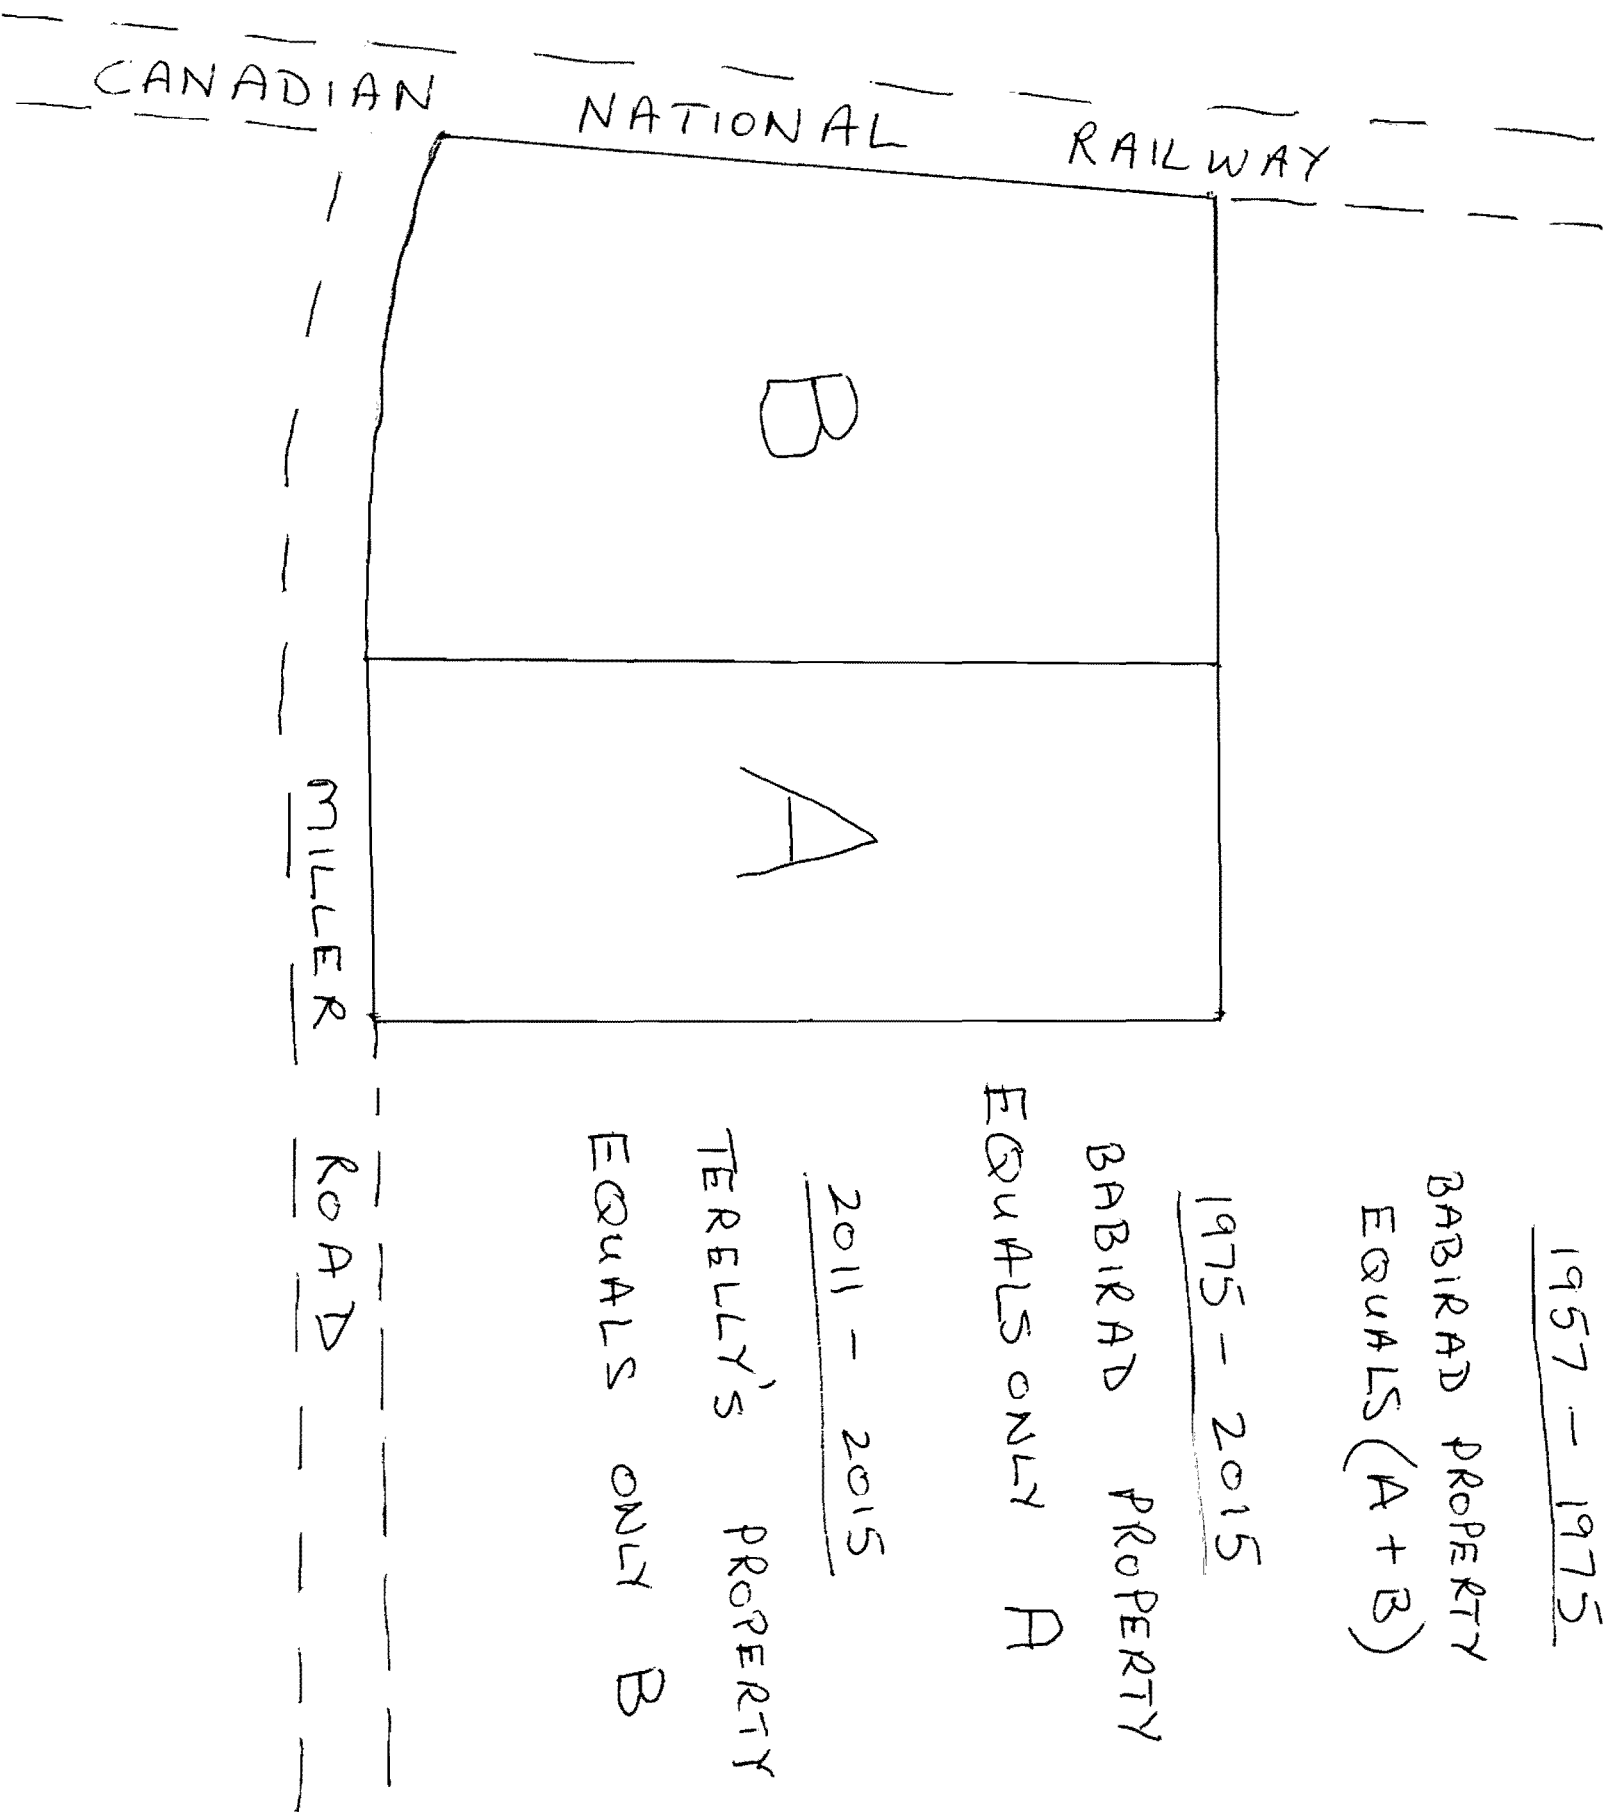 CANADIAN NATIONAL RAILWAY
B
A
MILLER ROAD
1957 - 1975
BABIRAD PROPERTY
EQUALS (A + B)
1975 - 2015
BABIRAD PROPERTY
EQUALS ONLY A
2011 - 2015
TERELLY'S PROPERTY
EQUALS ONLY B